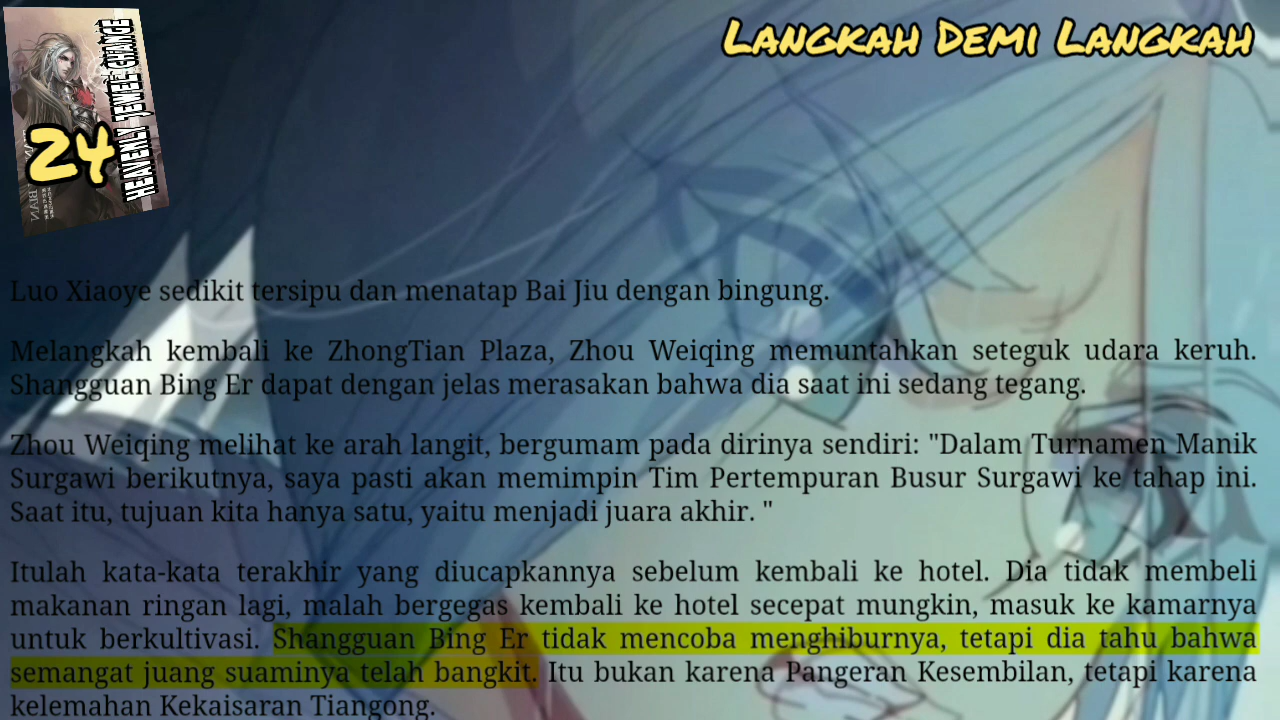 HEAVENLY JEWEL CHANGE
24
Langkah Demi Langkah
Luo Xiaoye sedikit tersipu dan menatap Bai Jiu dengan bingung.
Melangkah kembali ke ZhongTian Plaza, Zhou Weiqing memuntahkan seteguk udara keruh.
Shangguan Bing Er dapat dengan jelas merasakan bahwa dia saat ini sedang tegang.
Zhou Weiqing melihat ke arah langit, bergumam pada dirinya sendiri: "Dalam Turnamen Manik
Surgawi berikutnya, saya pasti akan memimpin Tim Pertempuran Busur Surgawi ke tahap ini.
Saat itu, tujuan kita hanya satu, yaitu menjadi juara akhir. "
Itulah kata-kata terakhir yang diucapkannya sebelum kembali ke hotel. Dia tidak membeli
makanan ringan lagi, malah bergegas kembali ke hotel secepat mungkin, masuk ke kamarnya
untuk berkultivasi. Shangguan Bing Er tidak mencoba menghiburnya, tetapi dia tahu bahwa
semangat juang suaminya telah bangkit. Itu bukan karena Pangeran Kesembilan, tetapi karena
kelemahan Kekaisaran Tiangong.